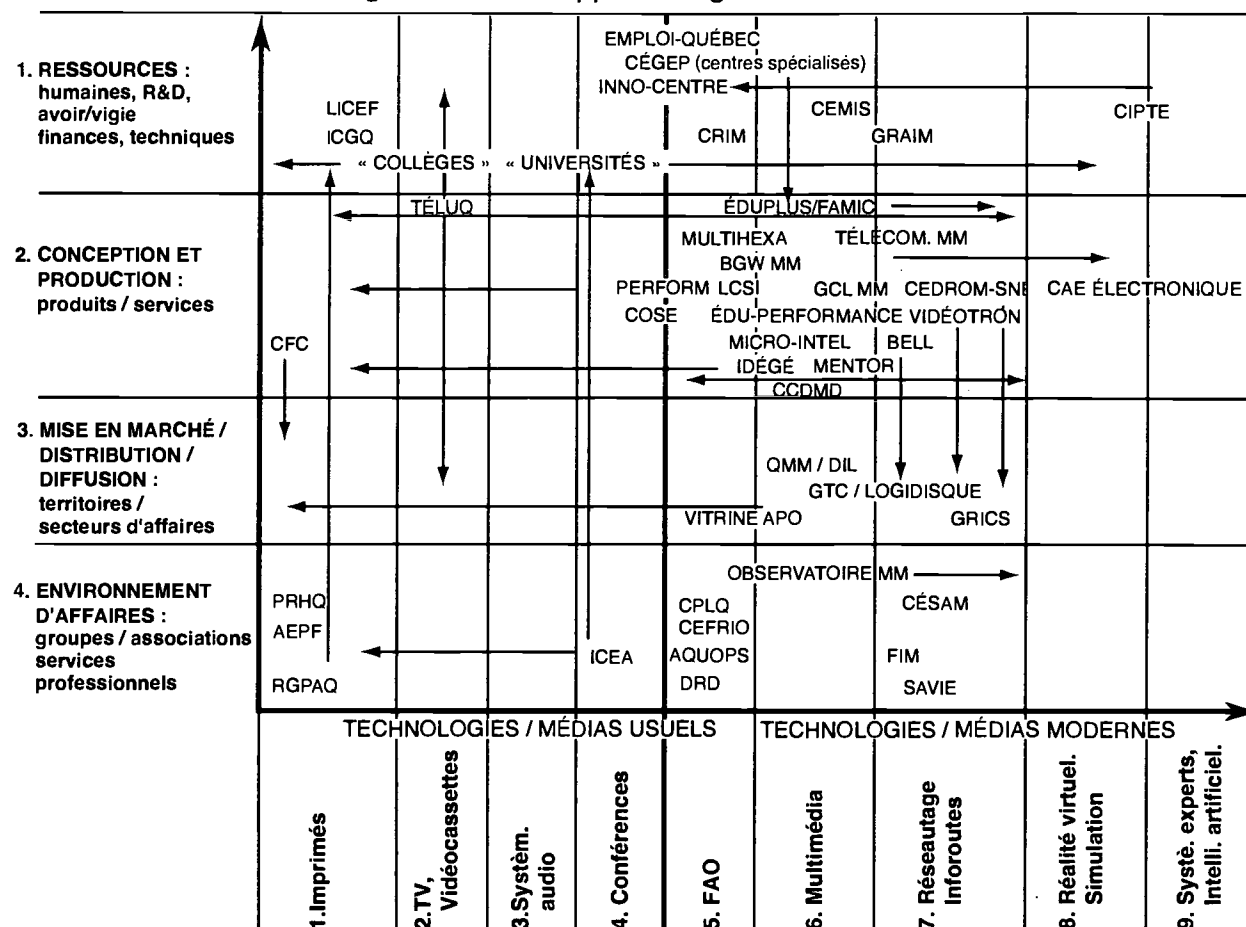 EMPLOI-QUÉBEC
CÉGEP (centres spécialisés)
INNO-CENTRE
1. RESSOURCES :
humaines, R&D,
avoir/vigie
finances, techniques
LICEF
CEMIS
CIPTE
ICGQ
CRIM
GRAIM
« COLLÈGES » « UNIVERSITÉS »
TÉLUQ
ÉDUPLUS/FAMIC
2. CONCEPTION ET
PRODUCTION :
produits / services
MULTIHEXA
TÉLÉCOM. MM
BGW MM
PERFORM LCSI
GCL MM
CEDROM-SNI
CAE ÉLECTRONIQUE
COSE
ÉDU-PERFORMANCE
VIDÉOTRON
CFC
MICRO-INTEL
BELL
IDÉGÉ
MENTOR
CCDMD
3. MISE EN MARCHÉ /
DISTRIBUTION /
DIFFUSION :
territoires /
secteurs d'affaires
QMM / DIL
GTC / LOGIDISQUE
VITRINE APO
GRICS
4. ENVIRONNEMENT
D'AFFAIRES :
groupes / associations
services
professionnels
OBSERVATOIRE MM
PRHQ
CPLQ
CÉSAM
AEPF
CEFRIO
ICEA
AQUOPS
FIM
RGPAQ
DRD
SAVIE
TECHNOLOGIES / MÉDIAS USUELS
TECHNOLOGIES / MÉDIAS MODERNES
1.Imprimés
2.TV,
Vidéocassettes
3.Systèm.
audio
4. Conférences
5. FAO
6. Multimédia
7. Réseautage
Inforoutes
8. Réalité virtuel.
Simulation
9. Systè. experts,
Intelli. artificiel.